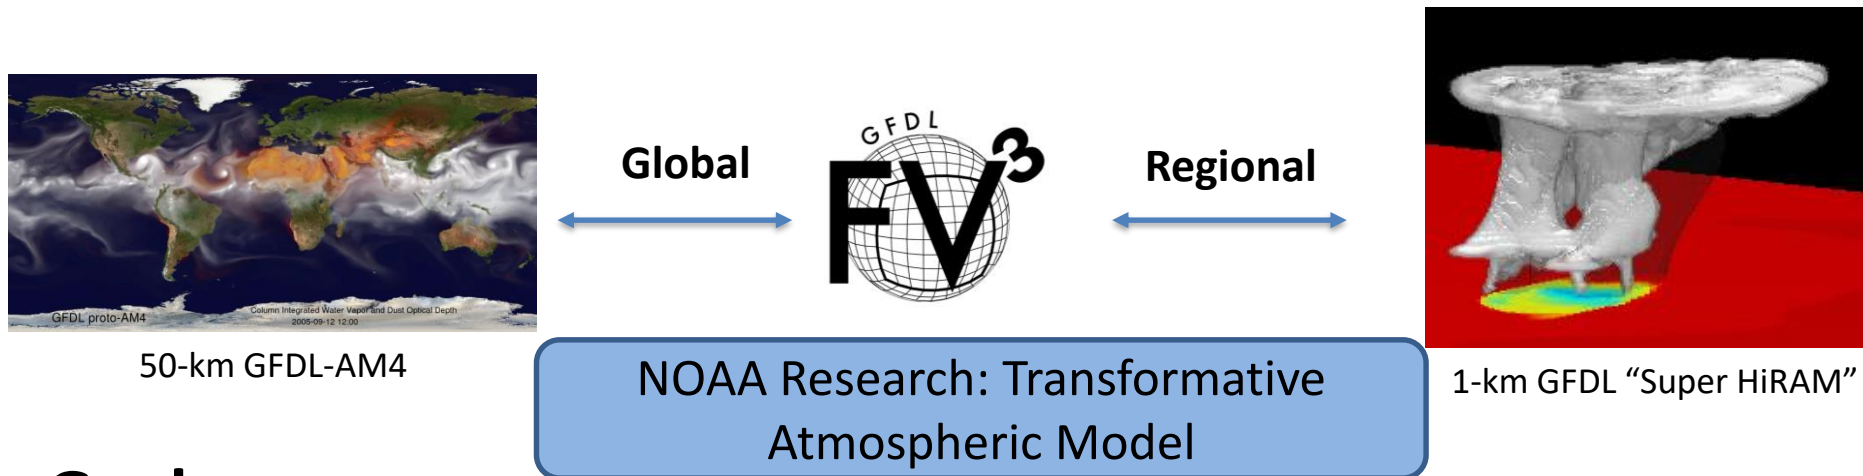 GFDL
FV3
Global
Regional
GFDL proto-AM4
Column Integrated Water Vapor and Dust Optical Depth
2005-09-12 12:00
50-km GFDL-AM4
1-km GFDL “Super HiRAM”
NOAA Research: Transformative
Atmospheric Model